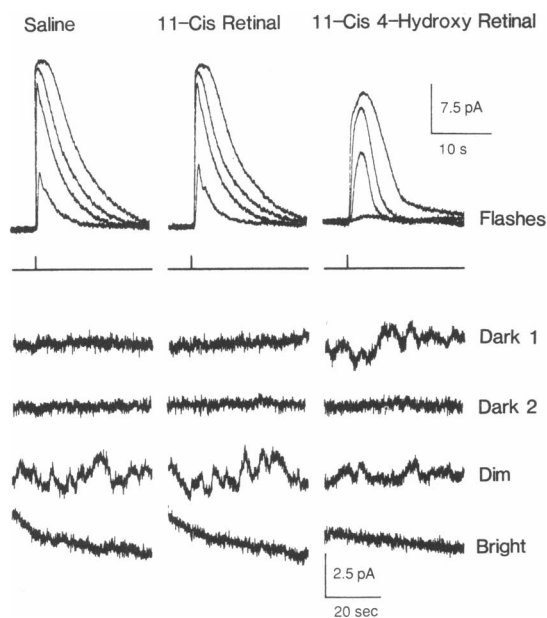 Saline
11-Cis Retinal
11-Cis 4-Hydroxy Retinal
7.5 pA
10 s
Flashes
Dark 1
Dark 2
Dim
Bright
2.5 pA
20 sec